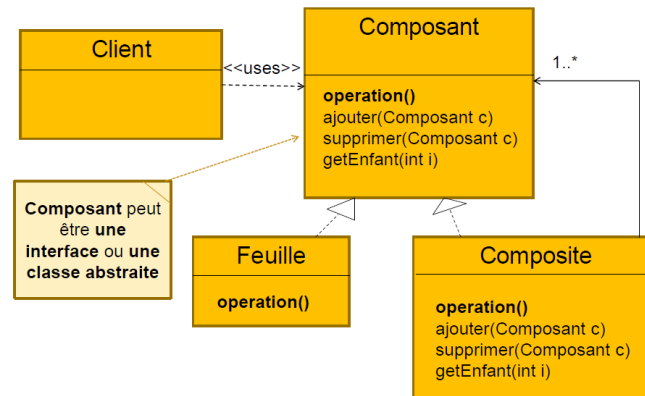 Client
<<uses>>
Composant
operation()
ajouter(Composant c)
supprimer(Composant c)
getEnfant(int i)
1..*
Composant peut
être une
interface ou une
classe abstraite
Feuille
operation()
Composite
operation()
ajouter(Composant c)
supprimer(Composant c)
getEnfant(int i)